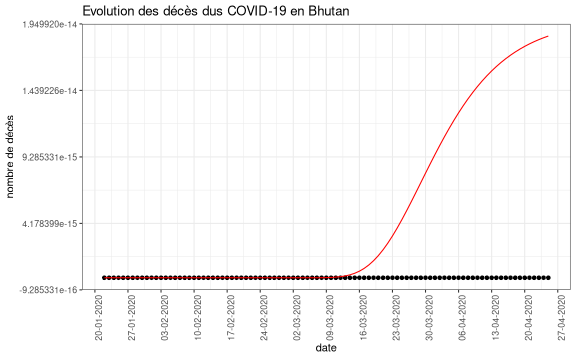 Evolution des décès dus COVID-19 en Bhutan
nombre de décès
1.949920e-14
1.439226e-14
9.285331e-15
4.178399e-15
-9.285331e-16
20-01-2020
27-01-2020
03-02-2020
10-02-2020
17-02-2020
24-02-2020
02-03-2020
09-03-2020
16-03-2020
23-03-2020
30-03-2020
06-04-2020
13-04-2020
20-04-2020
27-04-2020
date